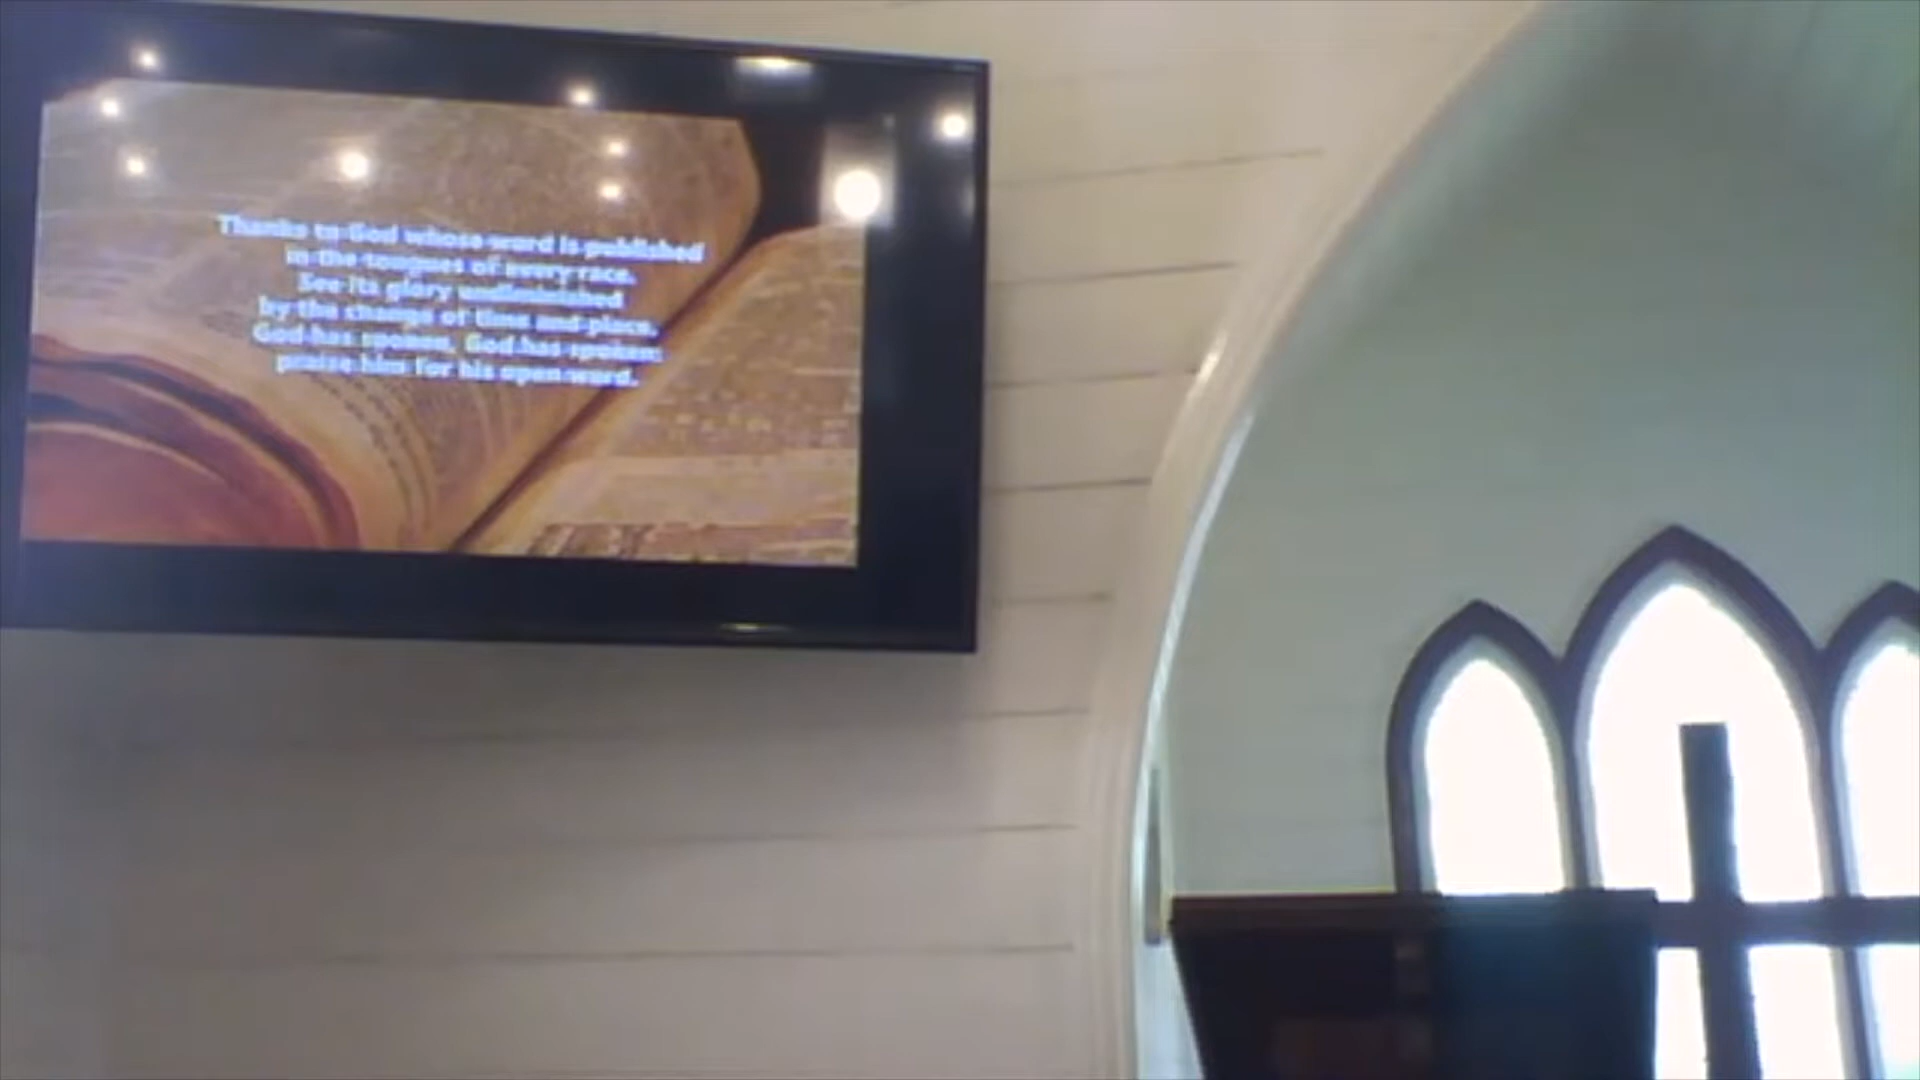 Thanks to God whose word is published
in the tongues of every race.
See its glory undiminished
by the change of time and place.
God has spoken, God has spoken:
praise him for his open word.